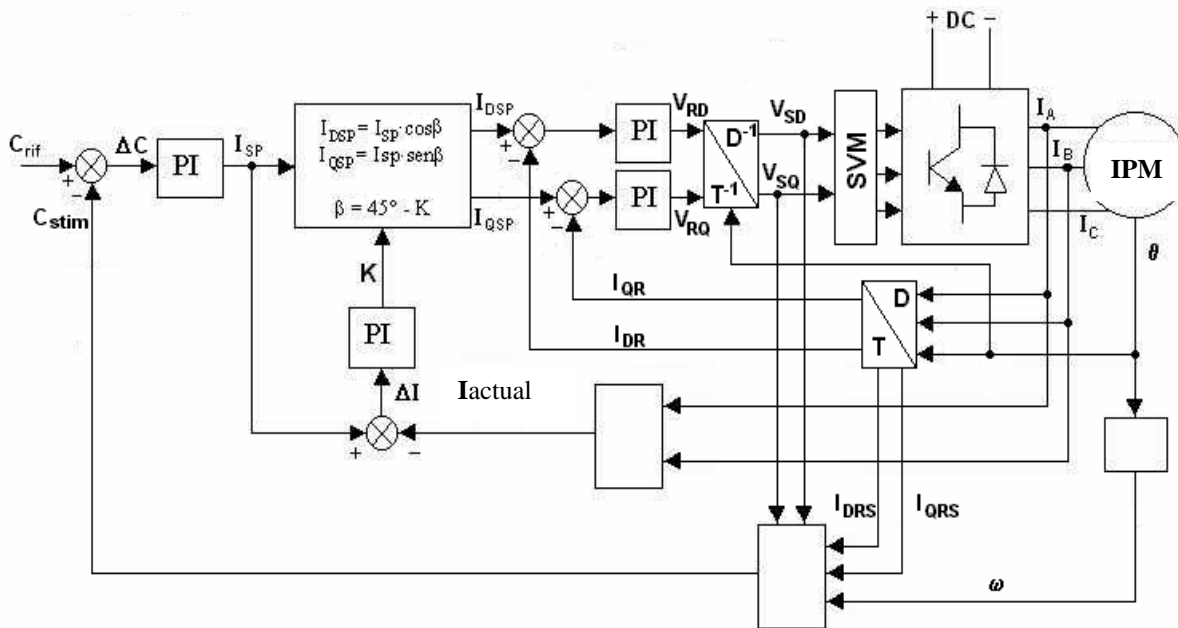 + DC −
C_rif
+
−
C_stim
ΔC
PI
I_SP
I_DSP = I_SP · cosβ
I_QSP = Isp · senβ
β = 45° - K
I_DSP
+
−
I_QSP
+
−
PI
PI
V_RD
V_RQ
D⁻¹
T⁻¹
V_SD
V_SQ
SVM
I_A
I_B
I_C
IPM
θ
K
PI
ΔI
+
−
Iactual
I_QR
I_DR
D
T
I_DRS
I_QRS
ω